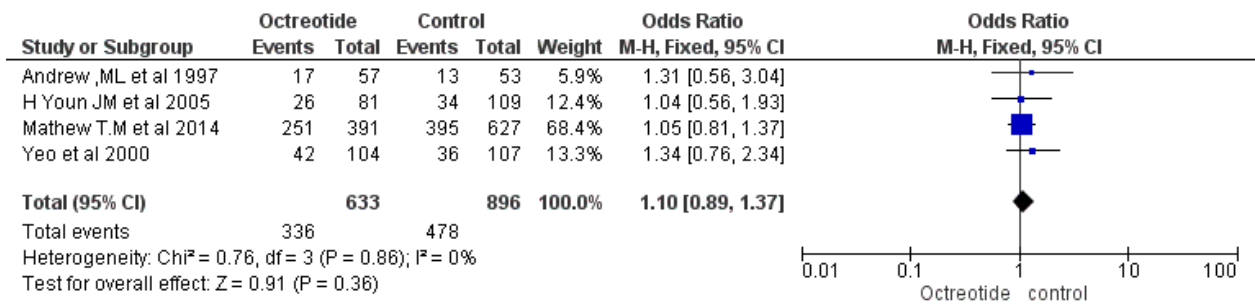 Octreotide Control Odds Ratio Odds Ratio
Study or Subgroup Events Total Events Total Weight M-H, Fixed, 95% CI M-H, Fixed, 95% CI
Andrew ,ML et al 1997 17 57 13 53 5.9% 1.31 [0.56, 3.04]
H Youn JM et al 2005 26 81 34 109 12.4% 1.04 [0.56, 1.93]
Mathew T.M et al 2014 251 391 395 627 68.4% 1.05 [0.81, 1.37]
Yeo et al 2000 42 104 36 107 13.3% 1.34 [0.76, 2.34]
Total (95% CI) 633 896 100.0% 1.10 [0.89, 1.37]
Total events 336 478
Heterogeneity: Chi² = 0.76, df = 3 (P = 0.86); I² = 0%
Test for overall effect: Z = 0.91 (P = 0.36)
0.01 0.1 1 10 100
Octreotide control